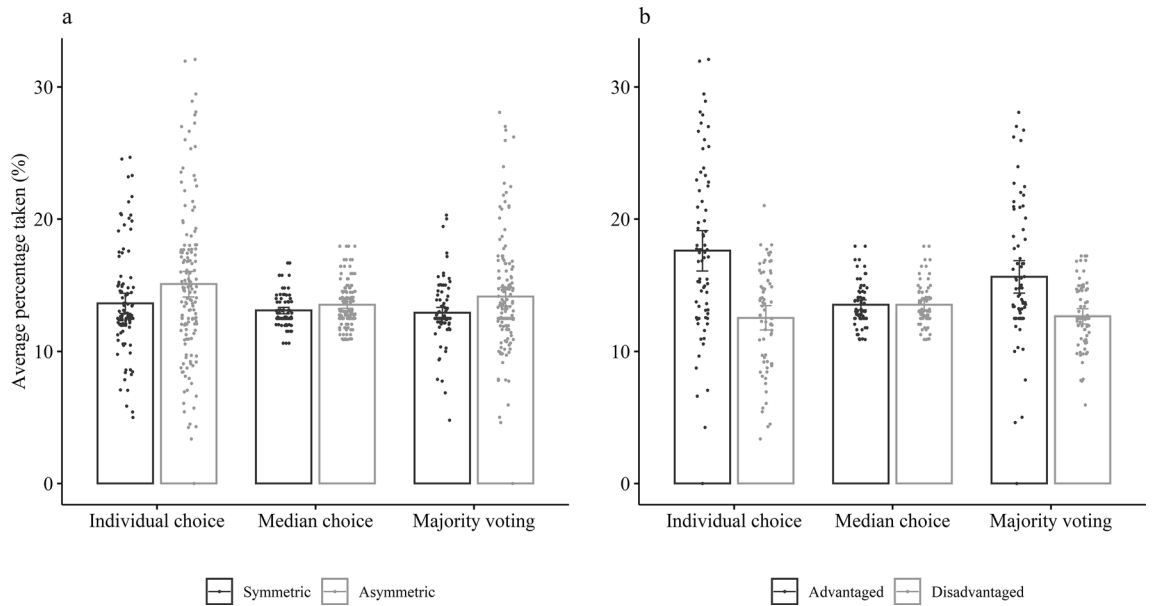 a
b
Average percentage taken (%)
30
20
10
0
Individual choice
Median choice
Majority voting
30
20
10
0
Individual choice
Median choice
Majority voting
Symmetric
Asymmetric
Advantaged
Disadvantaged